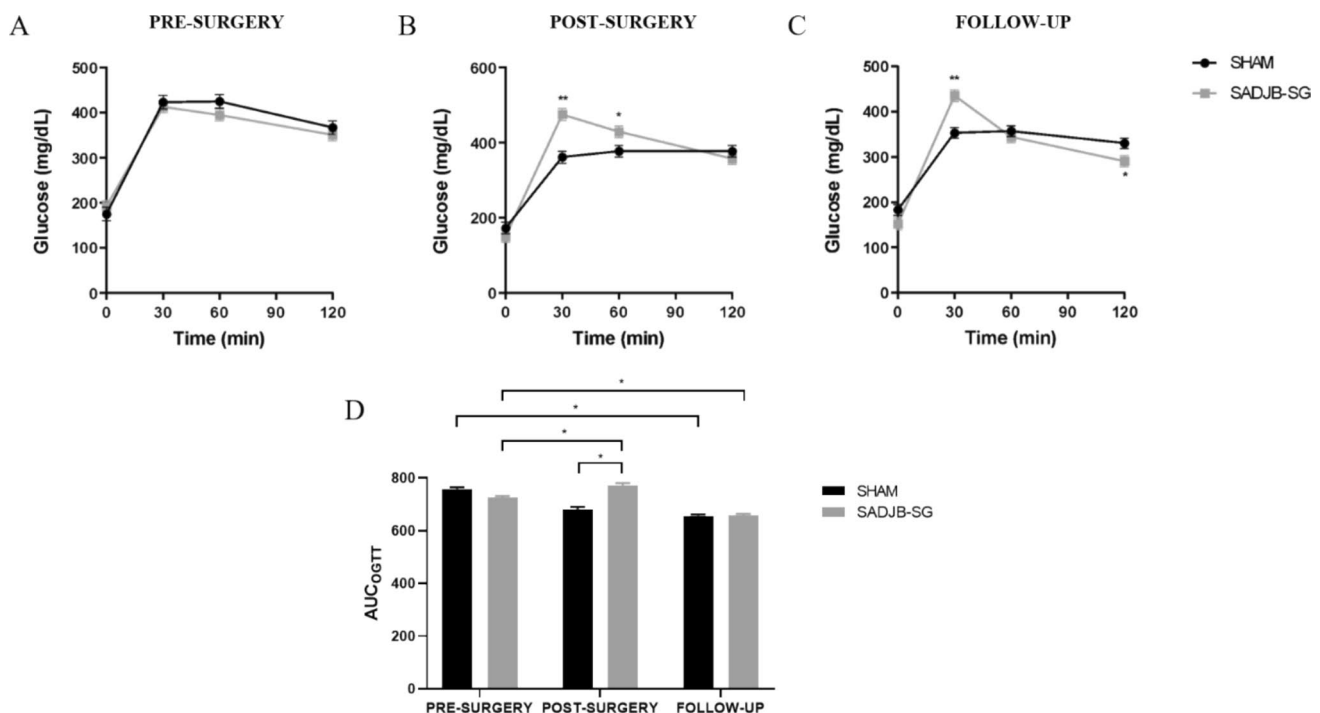 A
PRE-SURGERY
B
POST-SURGERY
C
FOLLOW-UP
SHAM
SADJB-SG
Glucose (mg/dL)
500
400
300
200
100
0
0 30 60 90 120
Time (min)
Glucose (mg/dL)
600
400
200
0
**
*
0 30 60 90 120
Time (min)
Glucose (mg/dL)
500
400
300
200
100
0
**
*
0 30 60 90 120
Time (min)
D
*
*
*
*
AUCOGTT
800
600
400
200
0
PRE-SURGERY POST-SURGERY FOLLOW-UP
SHAM
SADJB-SG